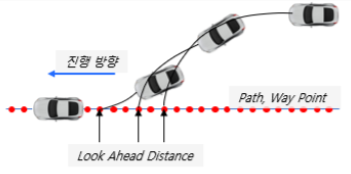 진행 방향
Path, Way Point
Look Ahead Distance